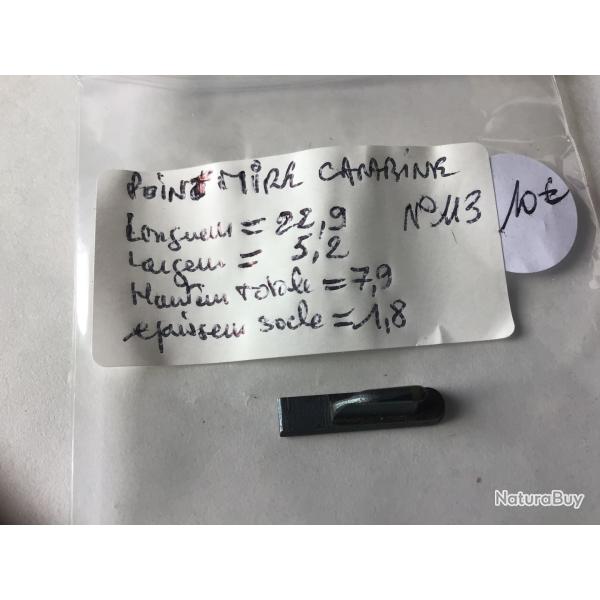 POINT MIRE CARABINE
Longueur = 22,9 N° 113 10€
Largeur = 5,2
Hauteur totale = 7,9
epaisseur socle = 1,8
NaturaBuy